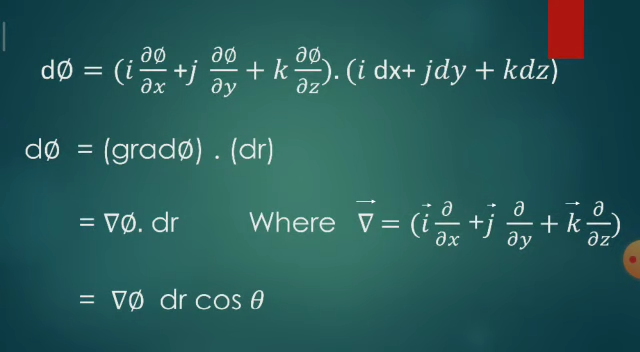 dØ = (i ∂Ø/∂x +j ∂Ø/∂y + k ∂Ø/∂z). (i dx+ jdy + kdz)
dø = (gradø) . (dr)
= ∇Ø. dr Where ∇⃗ = (i⃗ ∂/∂x +j⃗ ∂/∂y + k⃗ ∂/∂z)
= ∇Ø dr cos θ